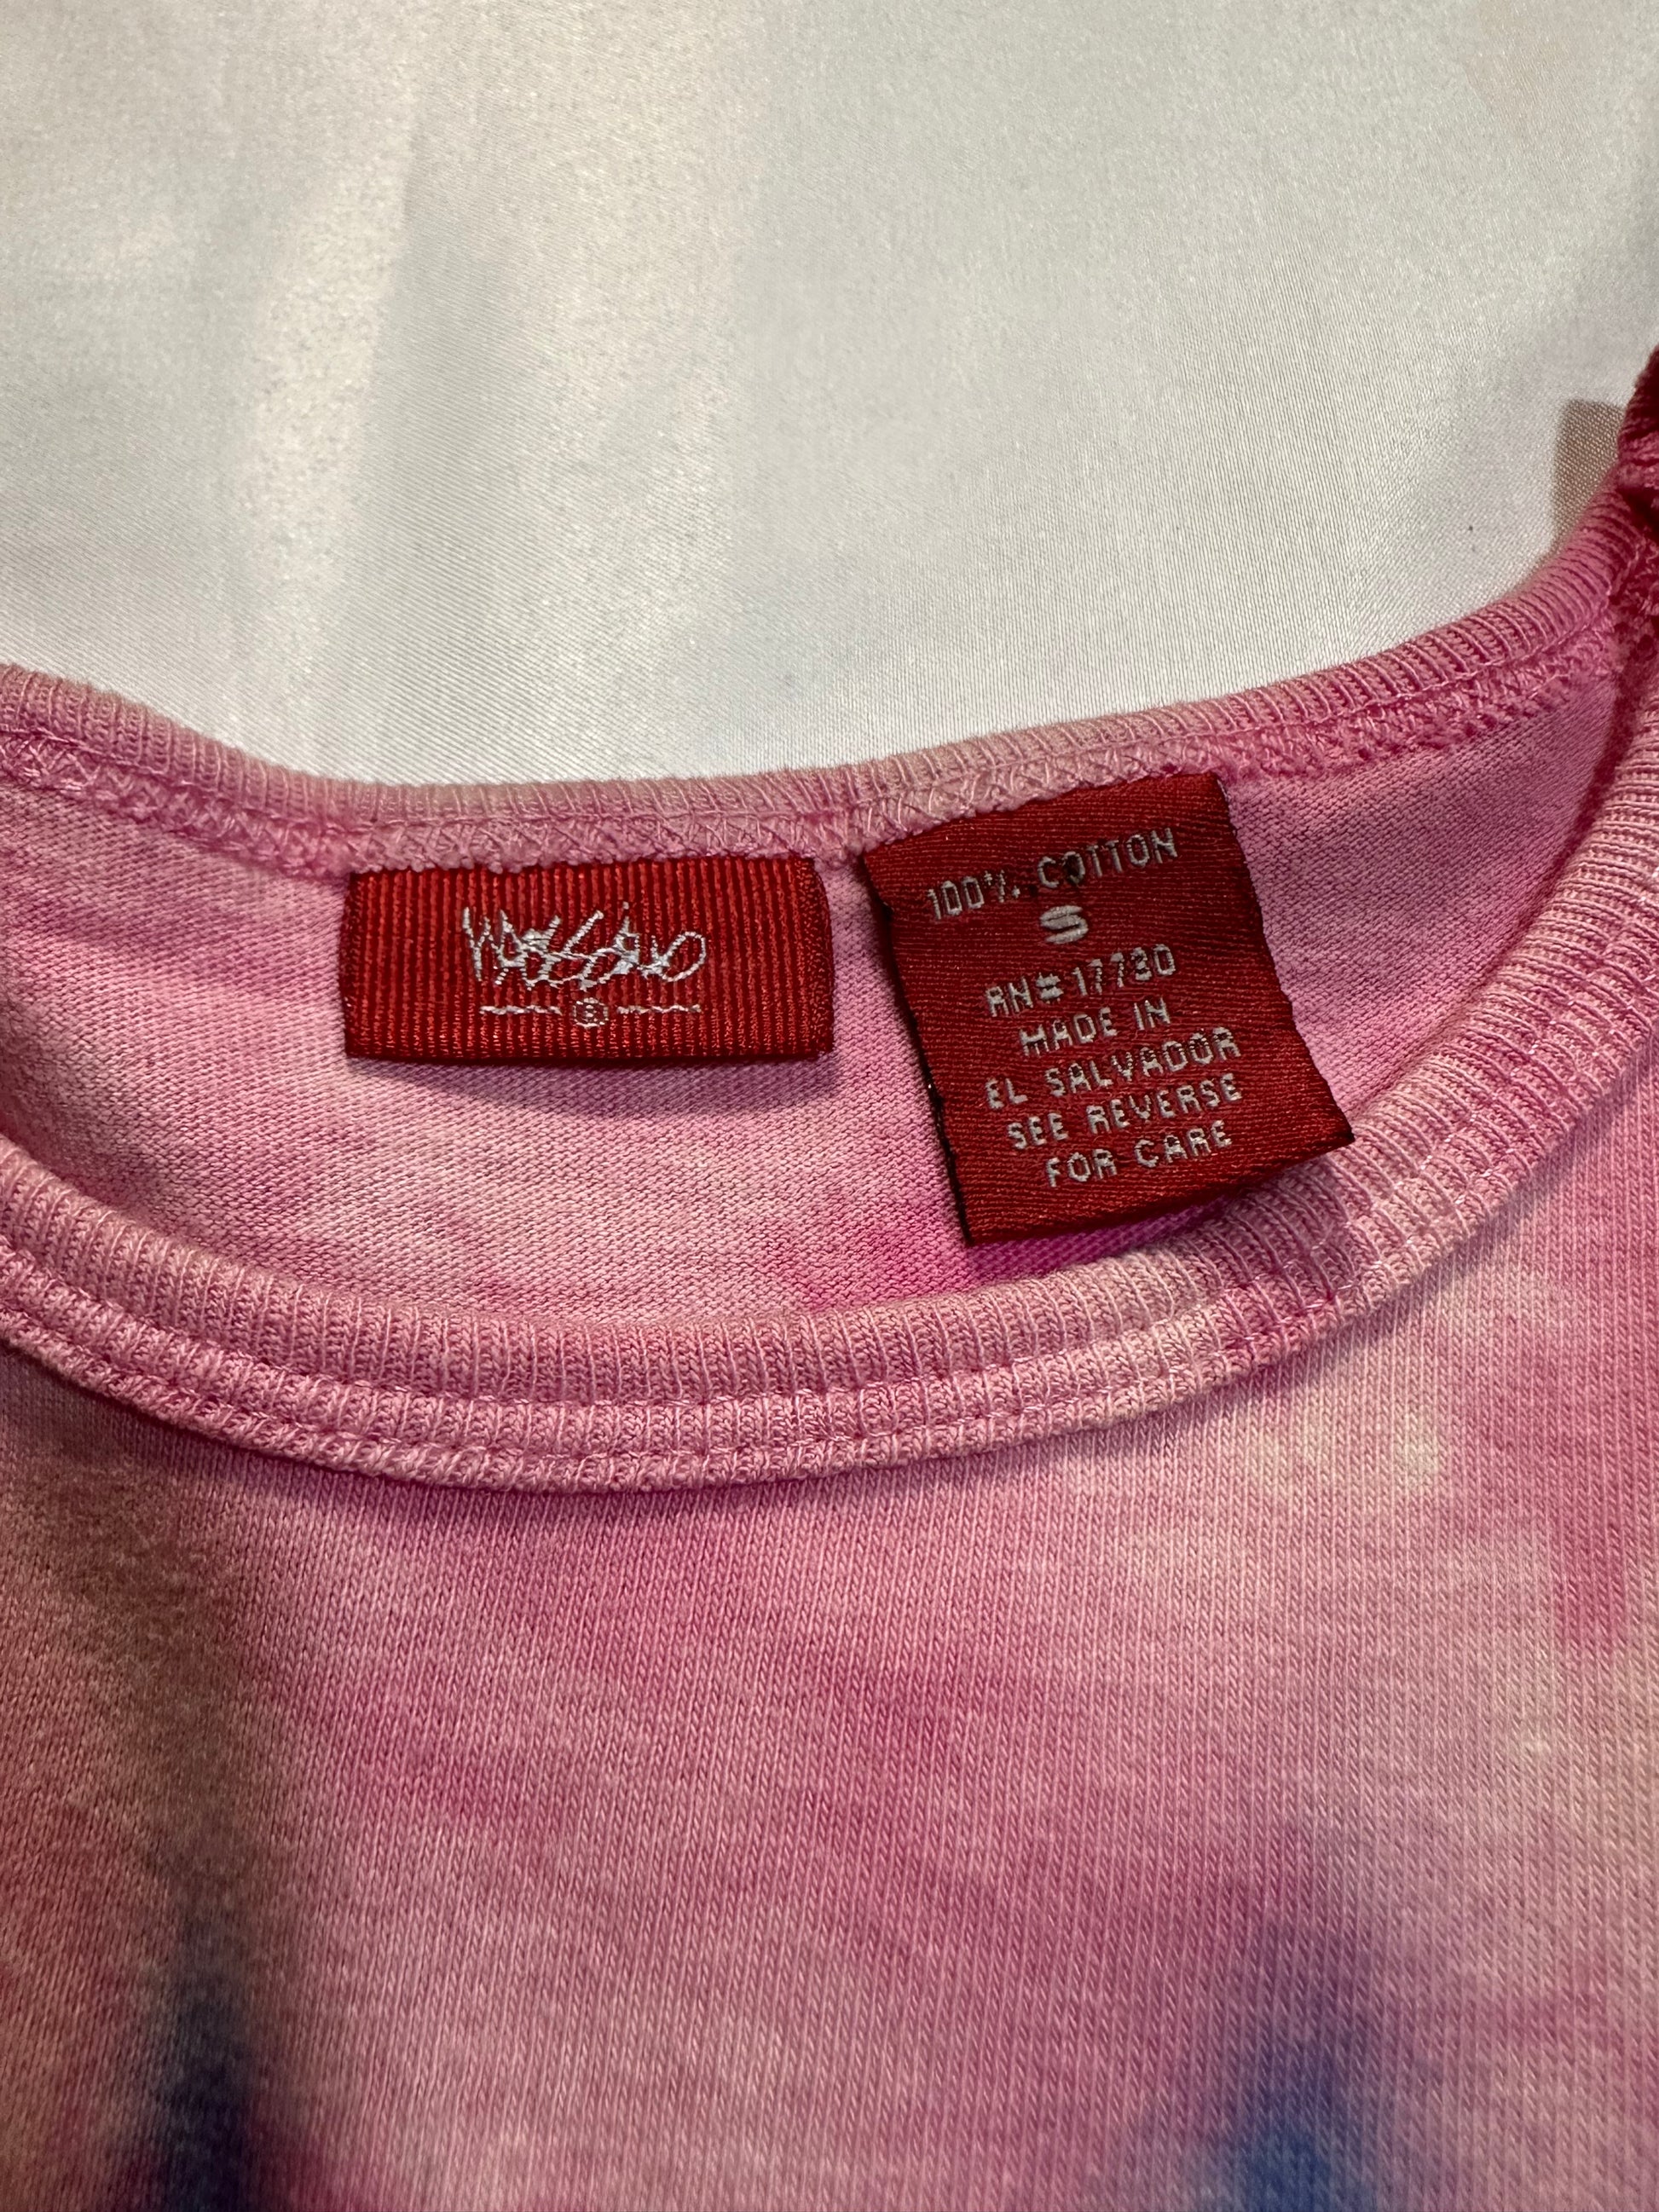 Mossimo
®
100% COTTON
S
RN# 17730
MADE IN
EL SALVADOR
SEE REVERSE
FOR CARE